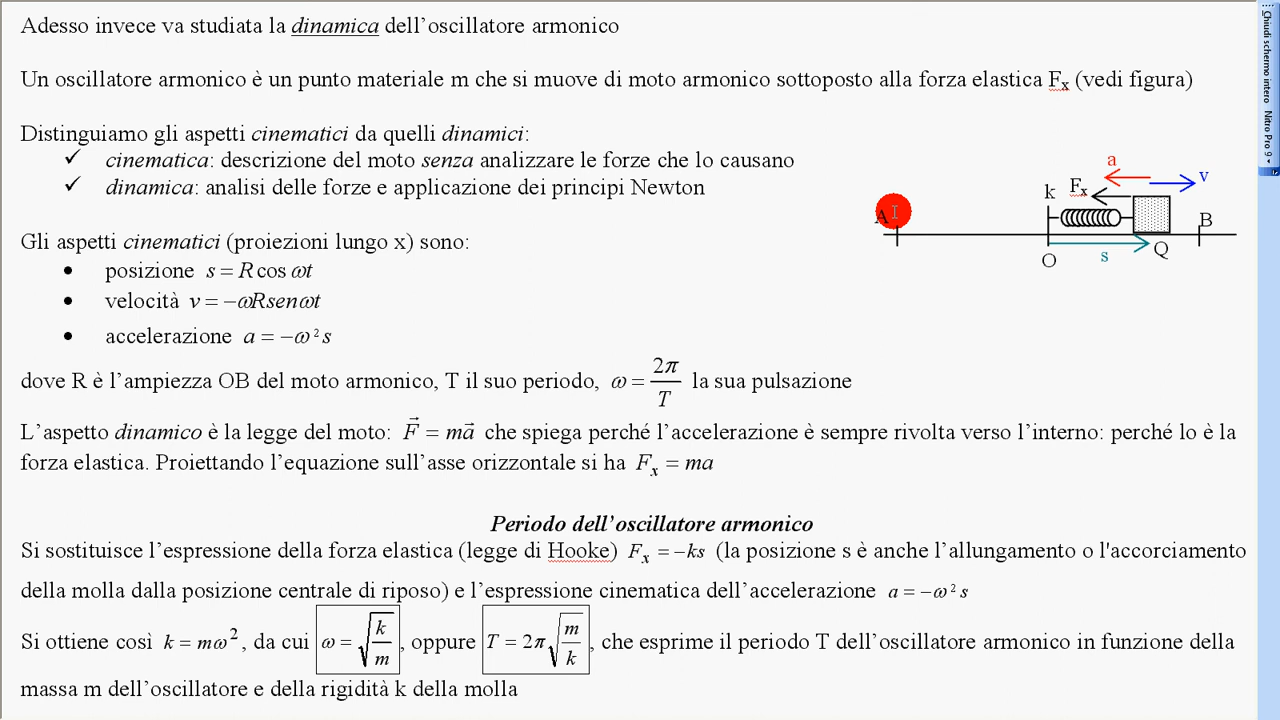 Adesso invece va studiata la dinamica dell'oscillatore armonico
Un oscillatore armonico è un punto materiale m che si muove di moto armonico sottoposto alla forza elastica Fx (vedi figura)
Distinguiamo gli aspetti cinematici da quelli dinamici:
✓ cinematica: descrizione del moto senza analizzare le forze che lo causano
✓ dinamica: analisi delle forze e applicazione dei principi Newton
a
v
k Fx
A
B
O
s
Q
Gli aspetti cinematici (proiezioni lungo x) sono:
• posizione s = R cos ωt
• velocità v = −ωRsenωt
• accelerazione a = −ω² s
dove R è l'ampiezza OB del moto armonico, T il suo periodo, ω = 2π/T la sua pulsazione
L'aspetto dinamico è la legge del moto: F⃗ = ma⃗ che spiega perché l'accelerazione è sempre rivolta verso l'interno: perché lo è la
forza elastica. Proiettando l'equazione sull'asse orizzontale si ha Fx = ma
Periodo dell'oscillatore armonico
Si sostituisce l'espressione della forza elastica (legge di Hooke) Fx = −ks (la posizione s è anche l'allungamento o l'accorciamento
della molla dalla posizione centrale di riposo) e l'espressione cinematica dell'accelerazione a = −ω² s
Si ottiene così k = mω², da cui ω = √(k/m), oppure T = 2π√(m/k), che esprime il periodo T dell'oscillatore armonico in funzione della
massa m dell'oscillatore e della rigidità k della molla
Chiudi schermo intero Nitro Pro 9